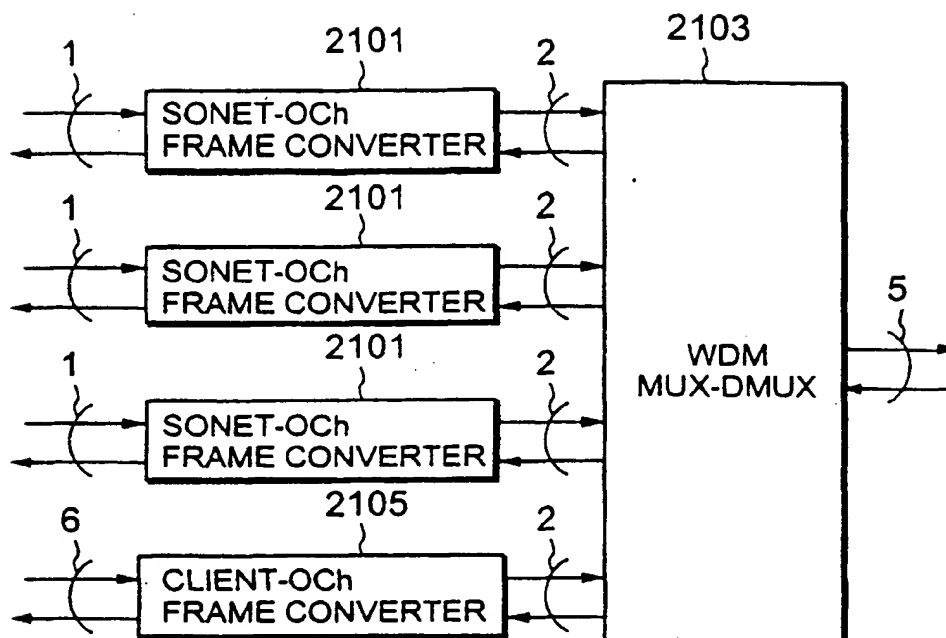 2101
2103
1
2
SONET-OCh
FRAME CONVERTER
2101
1
2
SONET-OCh
FRAME CONVERTER
5
2101
1
2
WDM
MUX-DMUX
SONET-OCh
FRAME CONVERTER
2105
6
2
CLIENT-OCh
FRAME CONVERTER